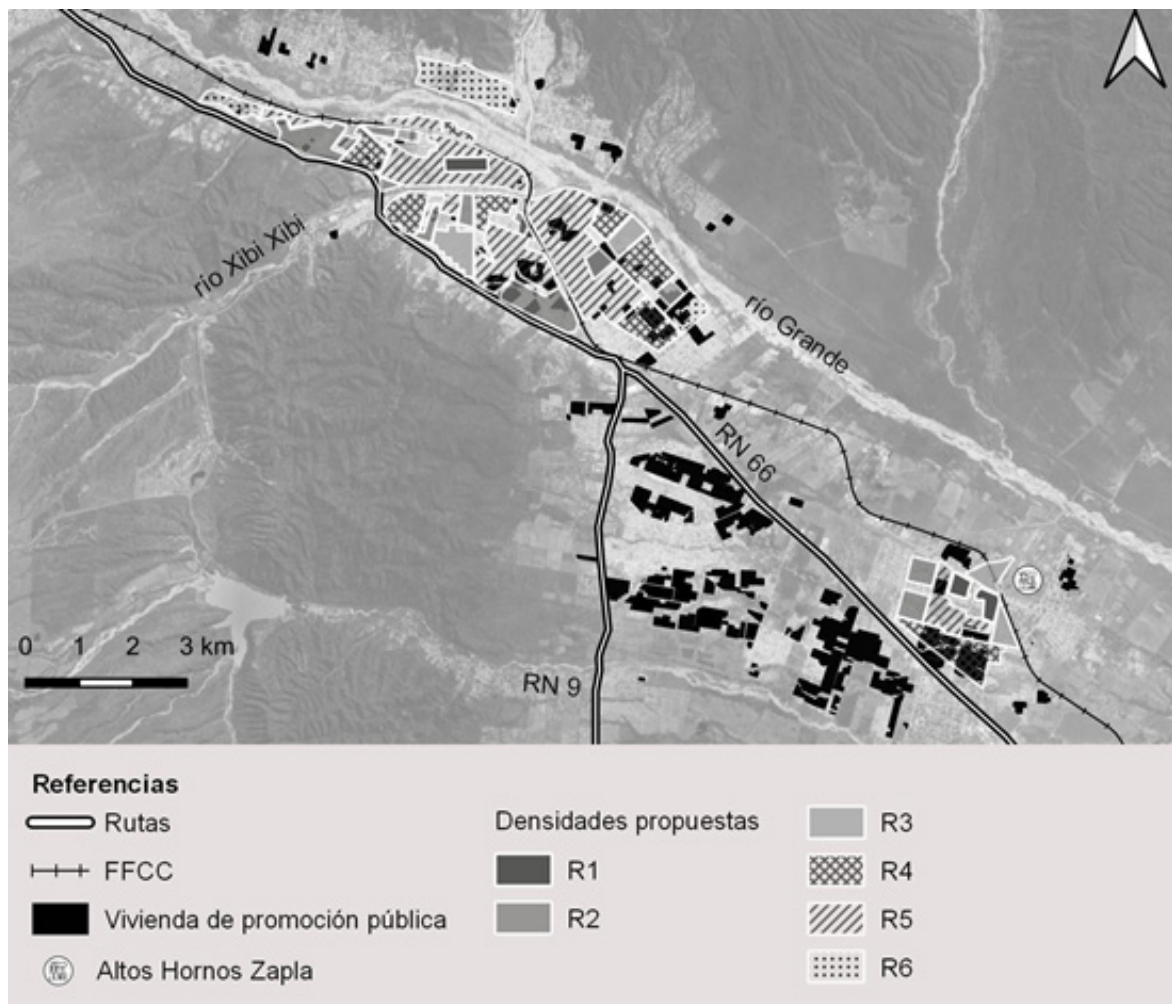 río Xibi Xibi
río Grande
RN 66
0 1 2 3 km
RN 9
Referencias
Rutas
FFCC
Vivienda de promoción pública
Altos Hornos Zapla
Densidades propuestas
R1
R2
R3
R4
R5
R6